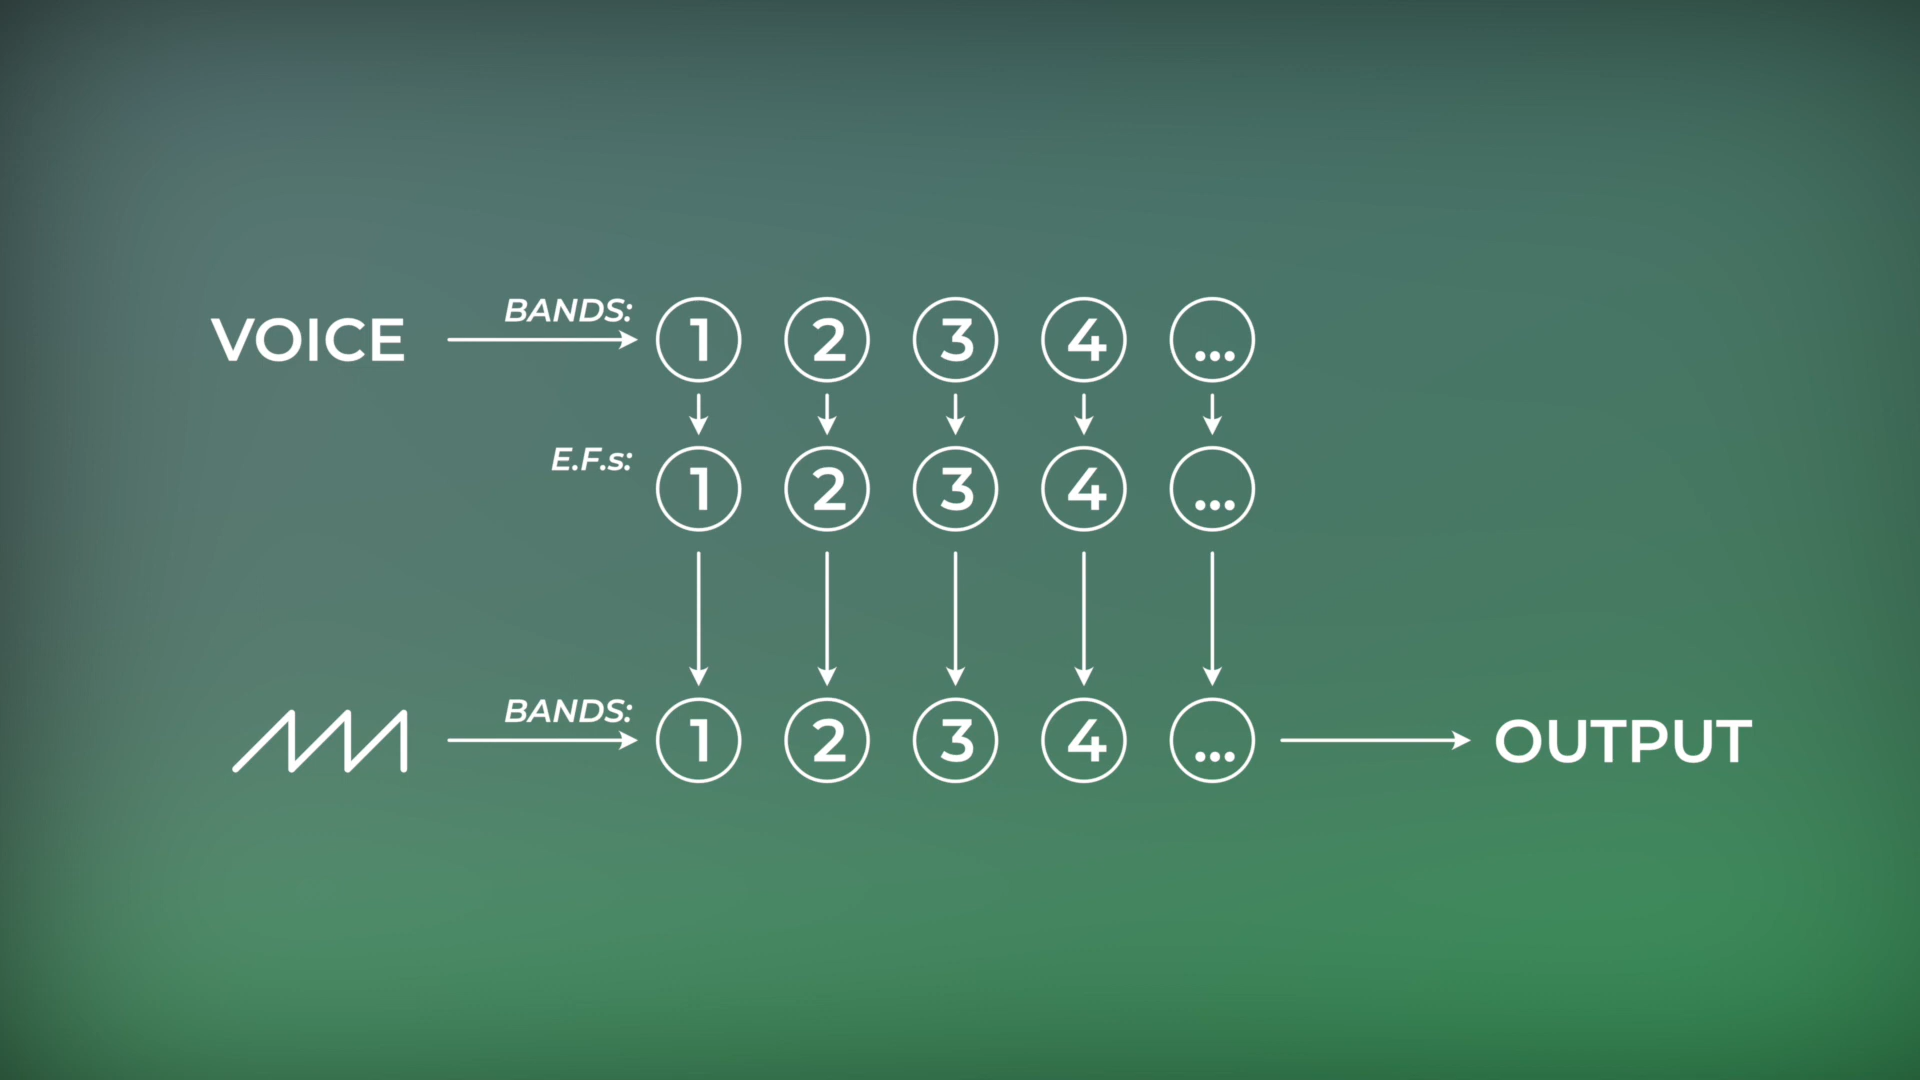 VOICE BANDS: 1 2 3 4 ...
E.F.s: 1 2 3 4 ...
BANDS: 1 2 3 4 ... OUTPUT